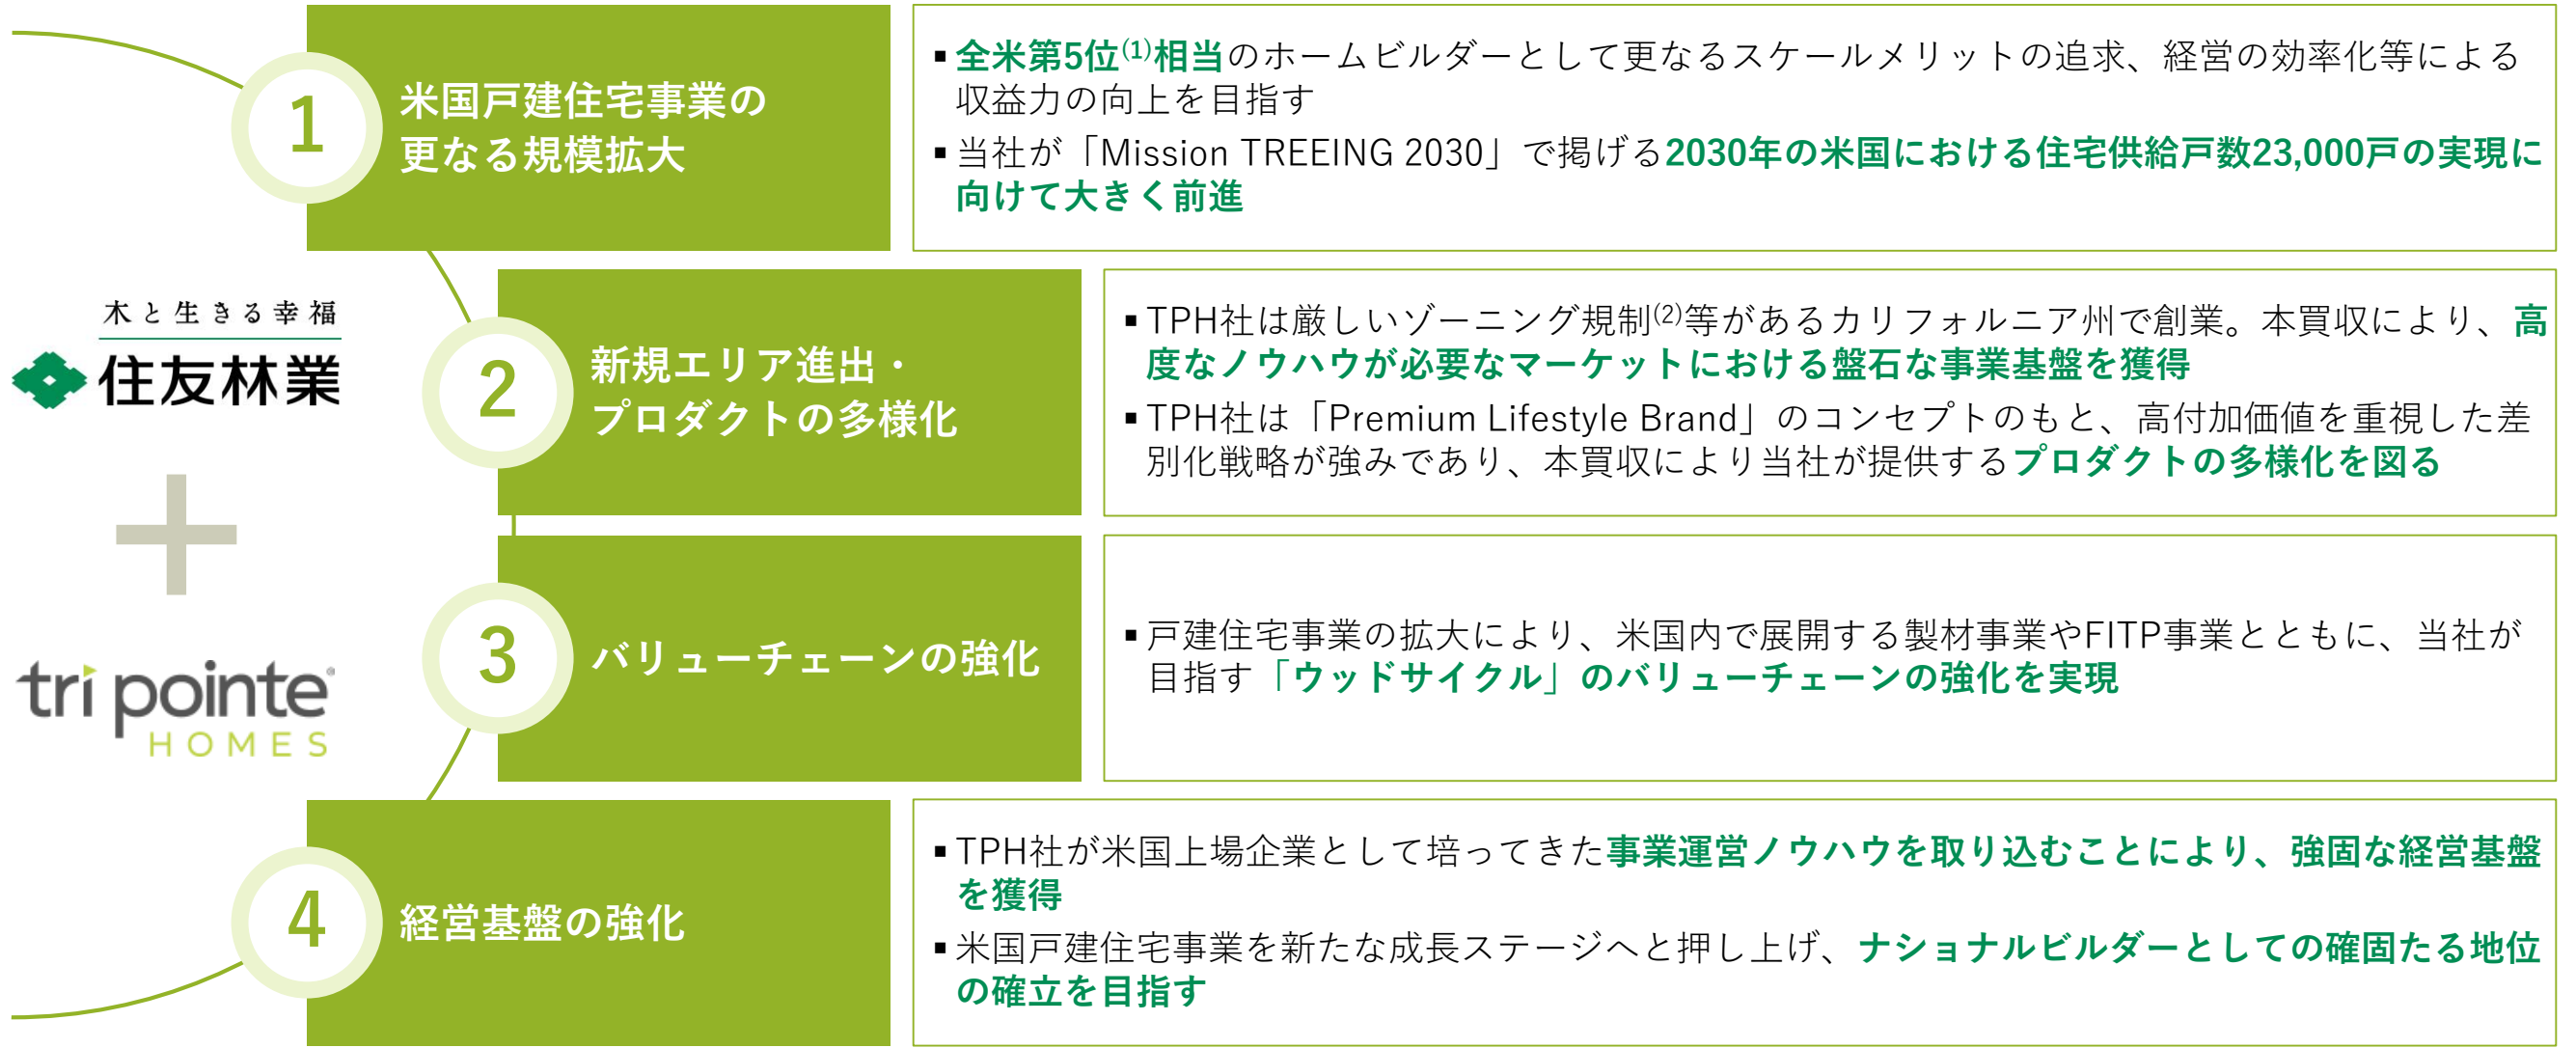 1
米国戸建住宅事業の
更なる規模拡大
▪全米第5位(1)相当のホームビルダーとして更なるスケールメリットの追求、経営の効率化等による
収益力の向上を目指す
▪当社が「Mission TREEING 2030」で掲げる2030年の米国における住宅供給戸数23,000戸の実現に
向けて大きく前進
木と生きる幸福
住友林業
tri pointe®
HOMES
2
新規エリア進出・
プロダクトの多様化
▪TPH社は厳しいゾーニング規制(2)等があるカリフォルニア州で創業。本買収により、高
度なノウハウが必要なマーケットにおける盤石な事業基盤を獲得
▪TPH社は「Premium Lifestyle Brand」のコンセプトのもと、高付加価値を重視した差
別化戦略が強みであり、本買収により当社が提供するプロダクトの多様化を図る
3
バリューチェーンの強化
▪戸建住宅事業の拡大により、米国内で展開する製材事業やFITP事業とともに、当社が
目指す「ウッドサイクル」のバリューチェーンの強化を実現
4
経営基盤の強化
▪TPH社が米国上場企業として培ってきた事業運営ノウハウを取り込むことにより、強固な経営基盤
を獲得
▪米国戸建住宅事業を新たな成長ステージへと押し上げ、ナショナルビルダーとしての確固たる地位
の確立を目指す